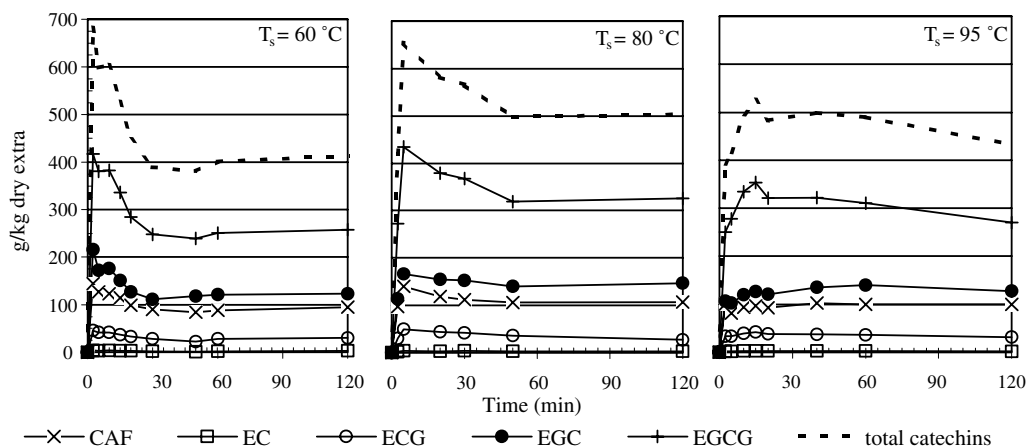 700
600
500
400
300
200
100
0
g/kg dry extra
Ts = 60 ˚C
Ts = 80 ˚C
Ts = 95 ˚C
0 30 60 90 120
0 30 60 90 120
0 30 60 90 120
Time (min)
CAF EC ECG EGC EGCG total catechins